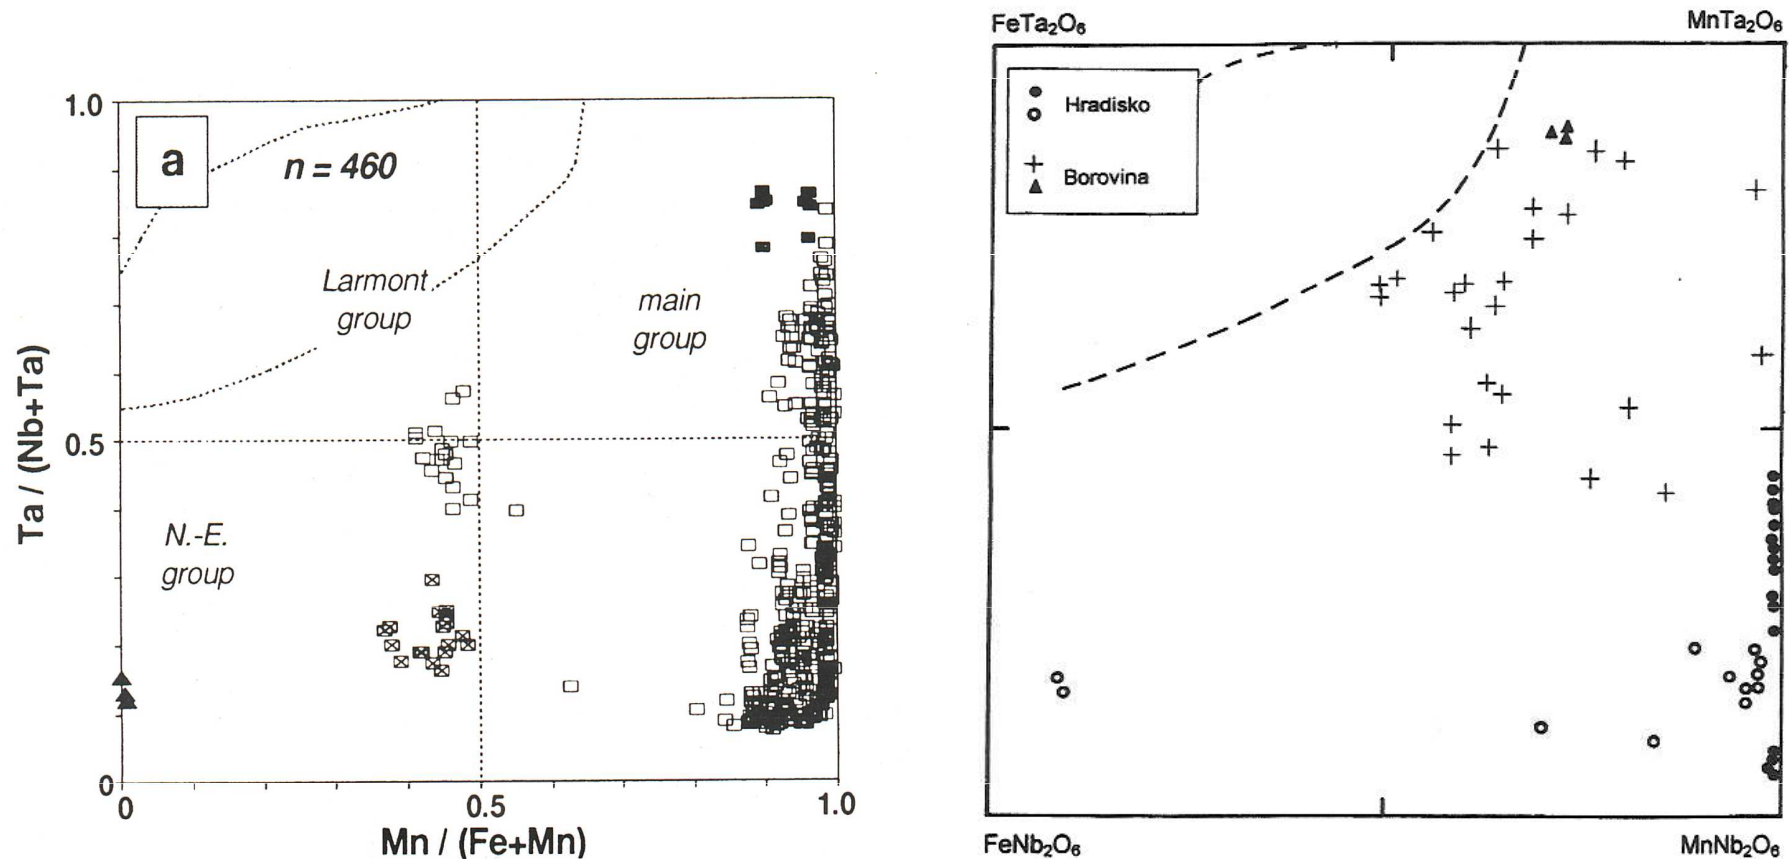 1.0
a
n = 460
Larmont
group
main
group
0.5
N.-E.
group
0
0
0.5
1.0
Ta / (Nb+Ta)
Mn / (Fe+Mn)
FeTa₂O₆
MnTa₂O₆
Hradisko
Borovina
FeNb₂O₆
MnNb₂O₆